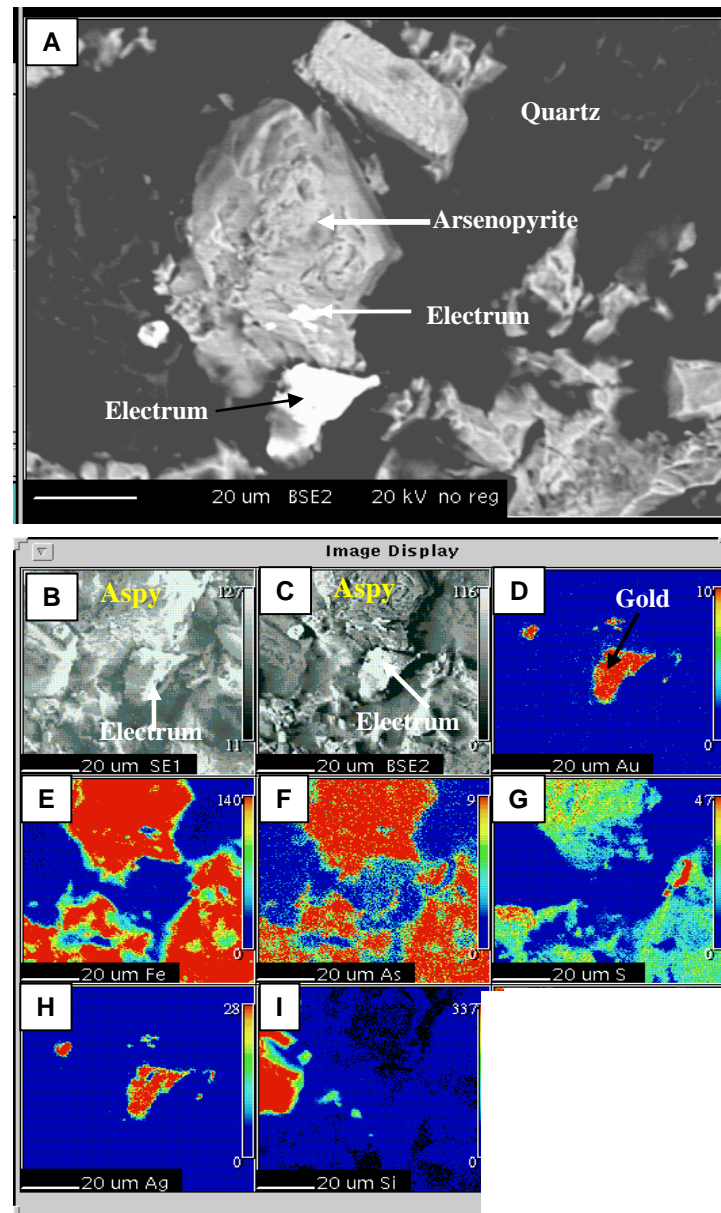 A
Quartz
Arsenopyrite
Electrum
Electrum
20 um BSE2 20 kV no reg
Image Display
B
Aspy
127
Electrum
11
20 um SE1
C
Aspy
116
Electrum
0
20 um BSE2
D
Gold
10
0
20 um Au
E
140
0
20 um Fe
F
9
0
20 um As
G
47
0
20 um S
H
28
0
20 um Ag
I
337
20 um Si